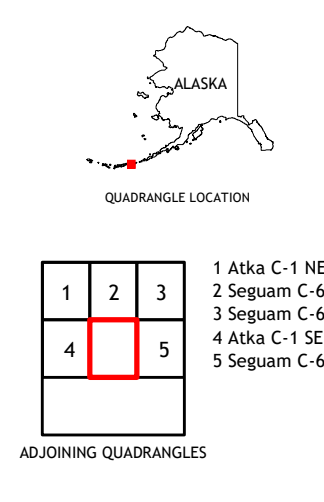 ALASKA
QUADRANGLE LOCATION
1 2 3
4 5
1 Atka C-1 NE
2 Seguam C-6
3 Seguam C-6
4 Atka C-1 SE
5 Seguam C-6
ADJOINING QUADRANGLES